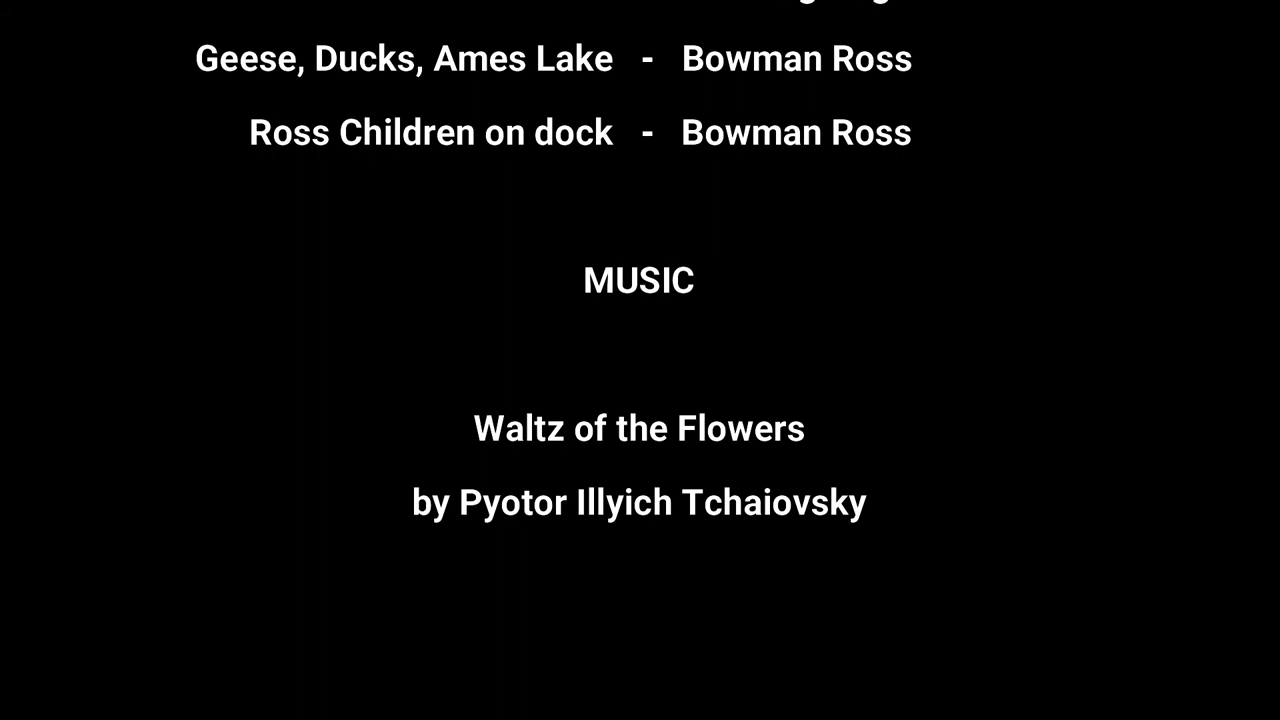 Geese, Ducks, Ames Lake - Bowman Ross
Ross Children on dock - Bowman Ross
MUSIC
Waltz of the Flowers
by Pyotor Illyich Tchaiovsky